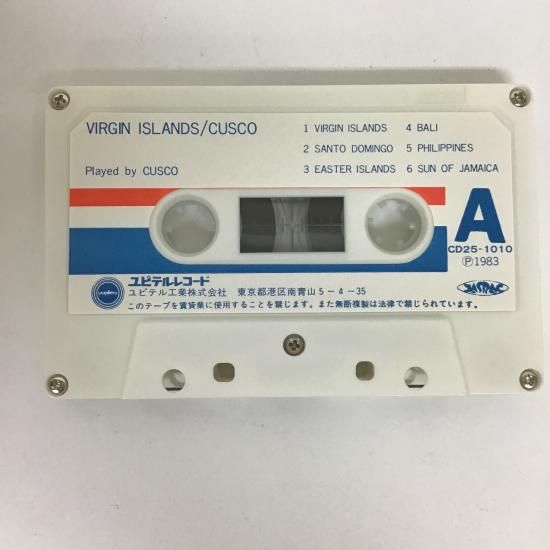 VIRGIN ISLANDS/CUSCO
Played by CUSCO
1 VIRGIN ISLANDS
2 SANTO DOMINGO
3 EASTER ISLANDS
4 BALI
5 PHILIPPINES
6 SUN OF JAMAICA
A
CD25-1010
Ⓟ1983
ユピテルレコード
ユピテル工業株式会社 東京都港区南青山5-4-35
このテープを賃貸業に使用することを禁じます。また無断複製は法律で禁じられています。
JASRAC